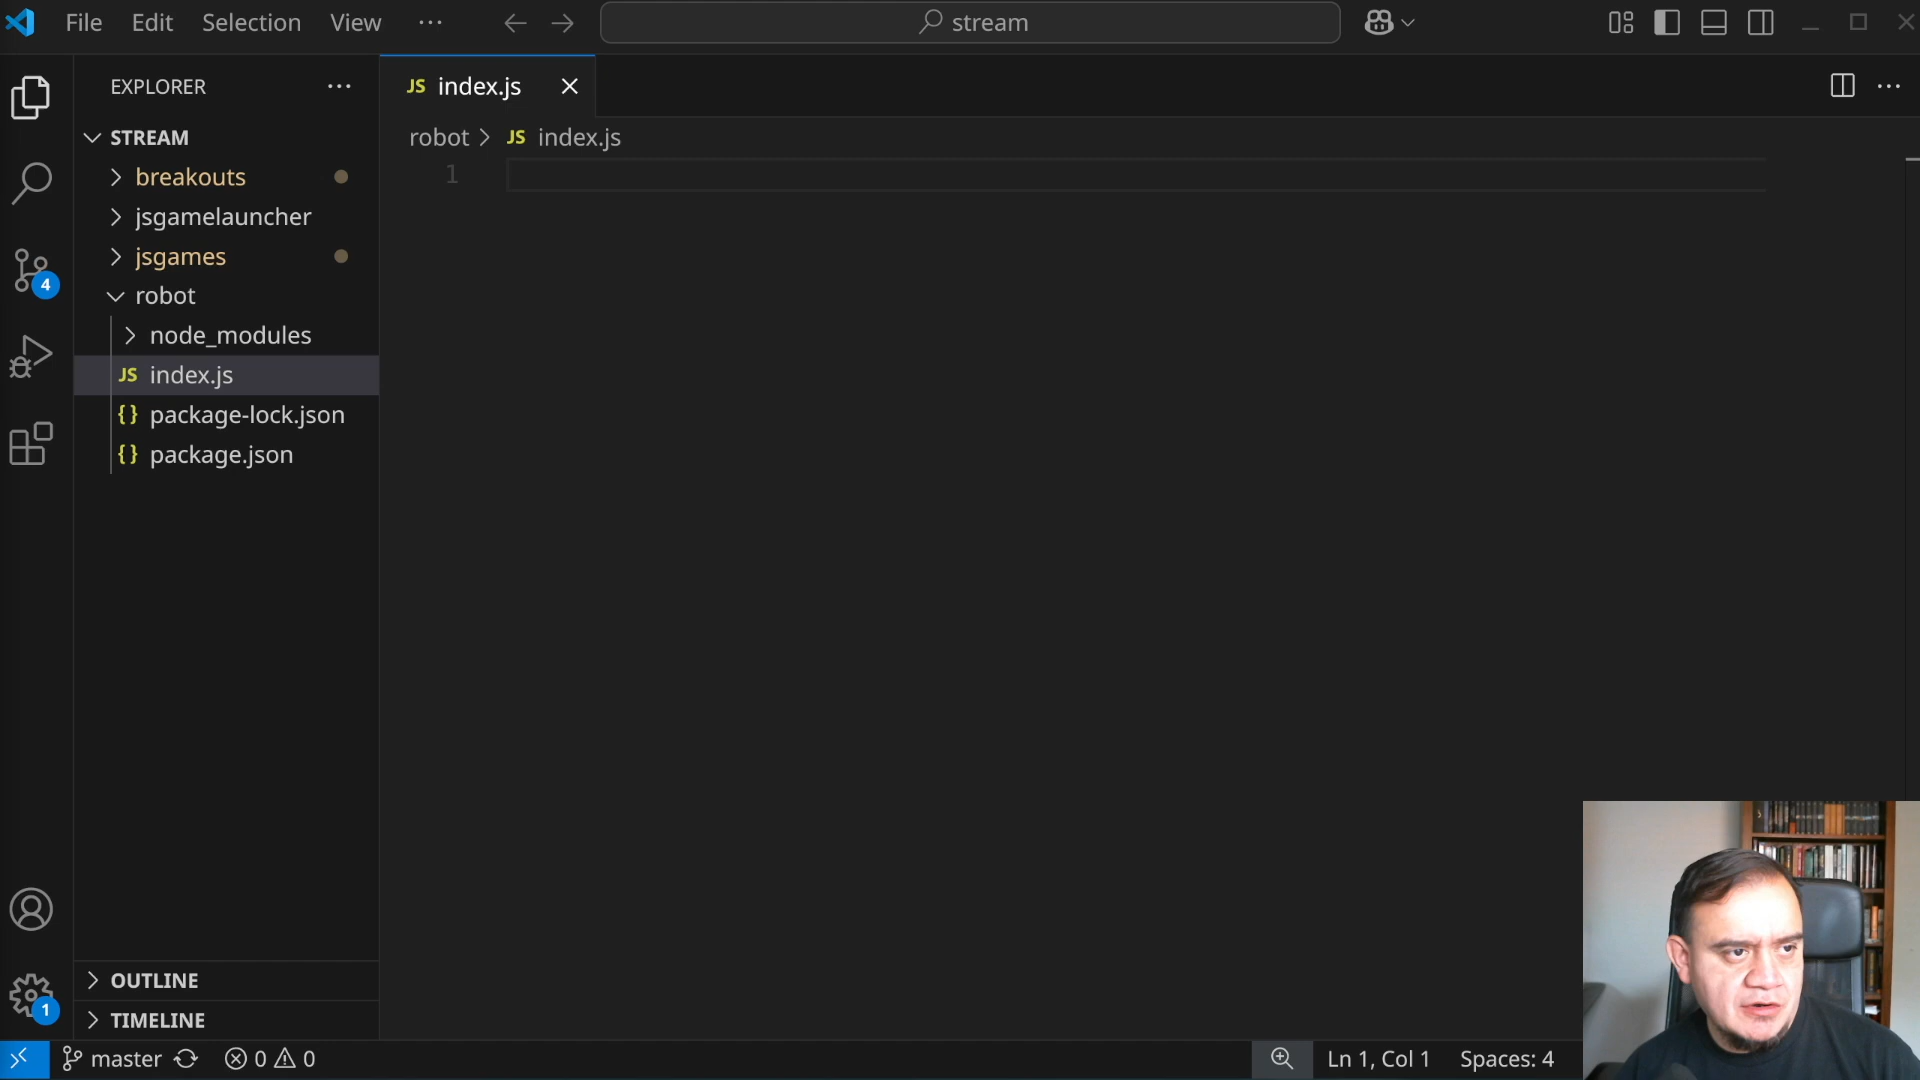 File Edit Selection View ··· stream
EXPLORER ···
JS index.js
···
STREAM
robot > JS index.js
breakouts
1
jsgamelauncher
jsgames
robot
node_modules
JS index.js
{} package-lock.json
{} package.json
4
OUTLINE
1
TIMELINE
master 0 0 Ln 1, Col 1 Spaces: 4